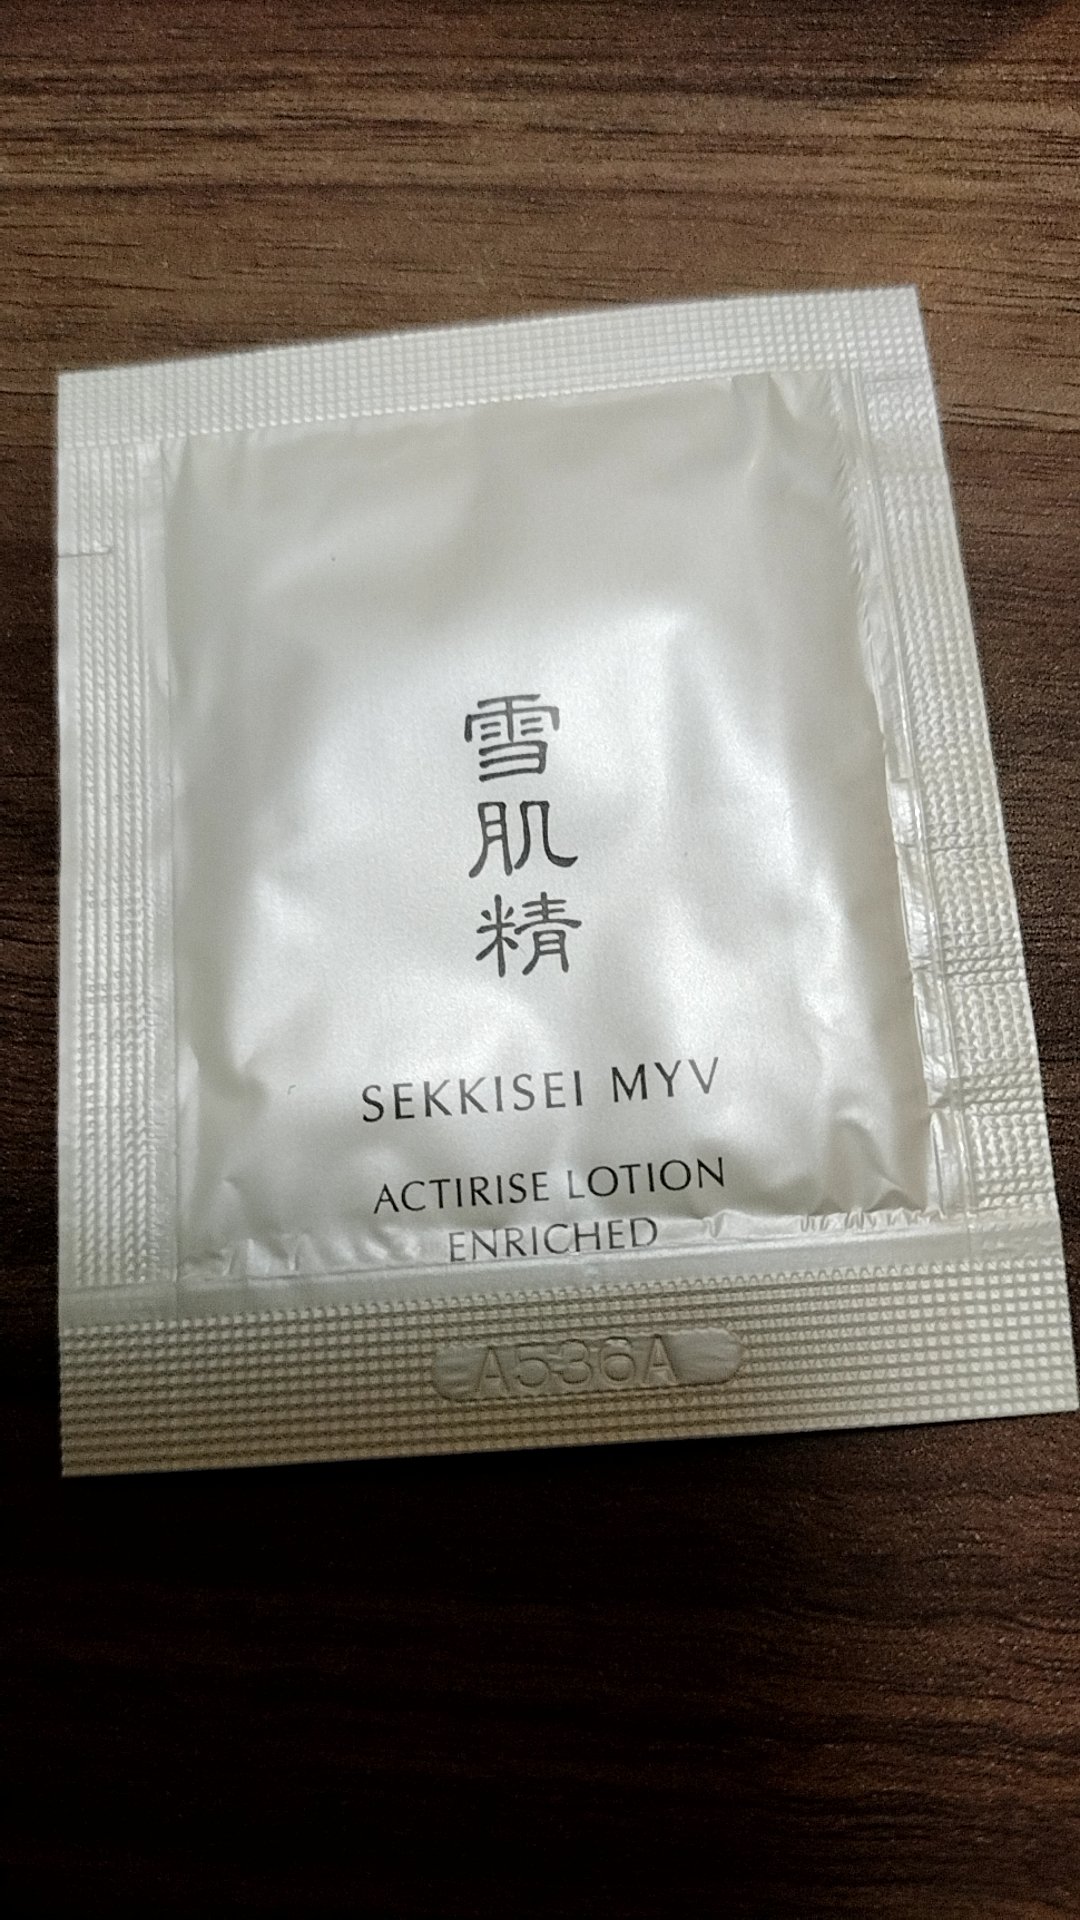 雪
肌
精
SEKKISEI MYV
ACTIRISE LOTION
ENRICHED
A536A